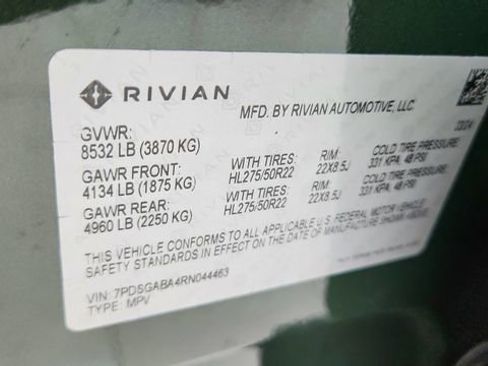 RIVIAN
MFD. BY RIVIAN AUTOMOTIVE, LLC
GVWR:
8532 LB (3870 KG)
GAWR FRONT: WITH TIRES: RIM: COLD TIRE PRESSURE:
4134 LB (1875 KG) HL275/50R22 22X8.5J 331 KPA, 48 PSI
GAWR REAR: WITH TIRES: RIM: COLD TIRE PRESSURE:
4960 LB (2250 KG) HL275/50R22 22X8.5J 331 KPA, 48 PSI
THIS VEHICLE CONFORMS TO ALL APPLICABLE U.S. FEDERAL MOTOR VEHICLE
SAFETY STANDARDS IN EFFECT ON THE DATE OF MANUFACTURE SHOWN ABOVE.
VIN: 7PDSGABA4RN044463
TYPE: MPV